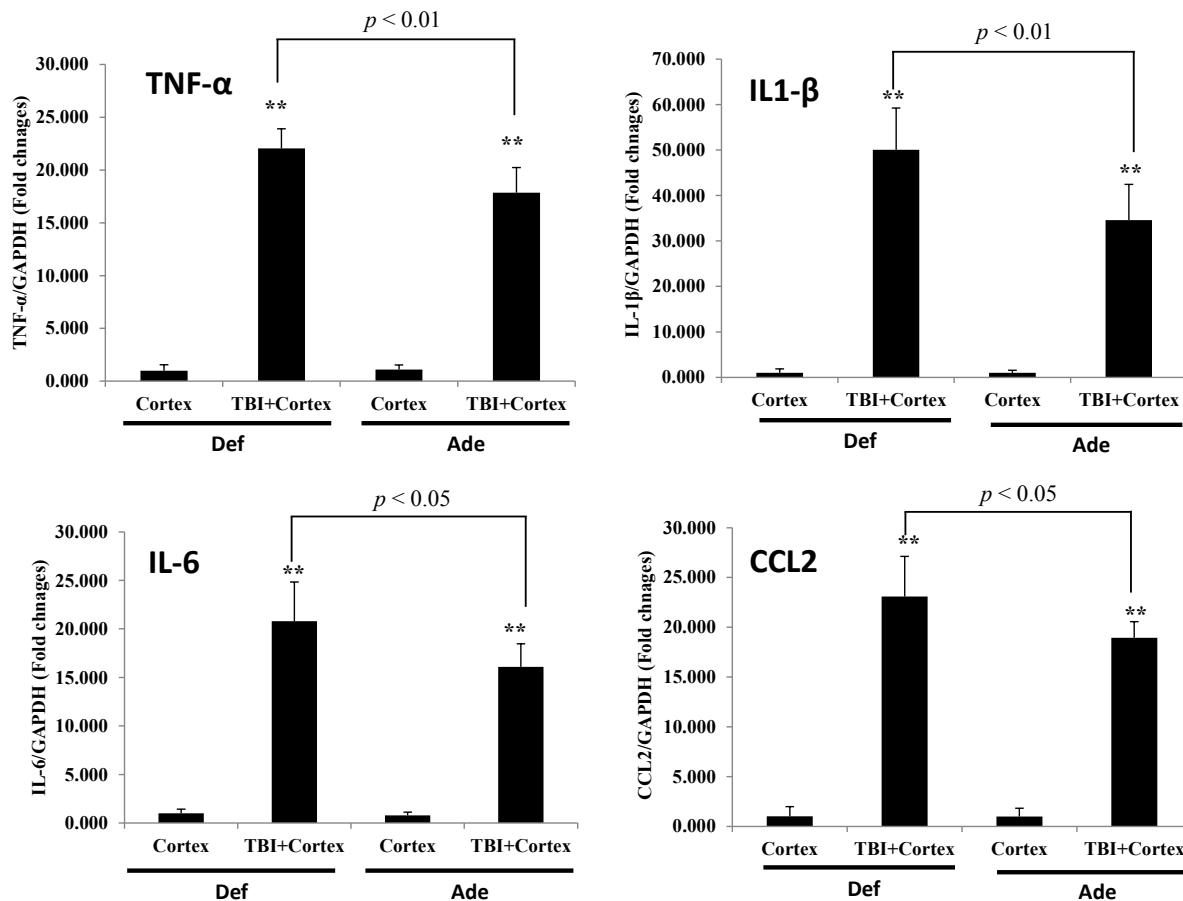 p < 0.01
TNF-α
TNF-α/GAPDH (Fold chnages)
30.000
25.000
20.000
15.000
10.000
5.000
0.000
**
**
Cortex TBI+Cortex Cortex TBI+Cortex
Def Ade
p < 0.01
IL1-β
IL-1β/GAPDH (Fold chnages)
70.000
60.000
50.000
40.000
30.000
20.000
10.000
0.000
**
**
Cortex TBI+Cortex Cortex TBI+Cortex
Def Ade
p < 0.05
IL-6
IL-6/GAPDH (Fold chnages)
30.000
25.000
20.000
15.000
10.000
5.000
0.000
**
**
Cortex TBI+Cortex Cortex TBI+Cortex
Def Ade
p < 0.05
CCL2
CCL2/GAPDH (Fold chnages)
30.000
25.000
20.000
15.000
10.000
5.000
0.000
**
**
Cortex TBI+Cortex Cortex TBI+Cortex
Def Ade